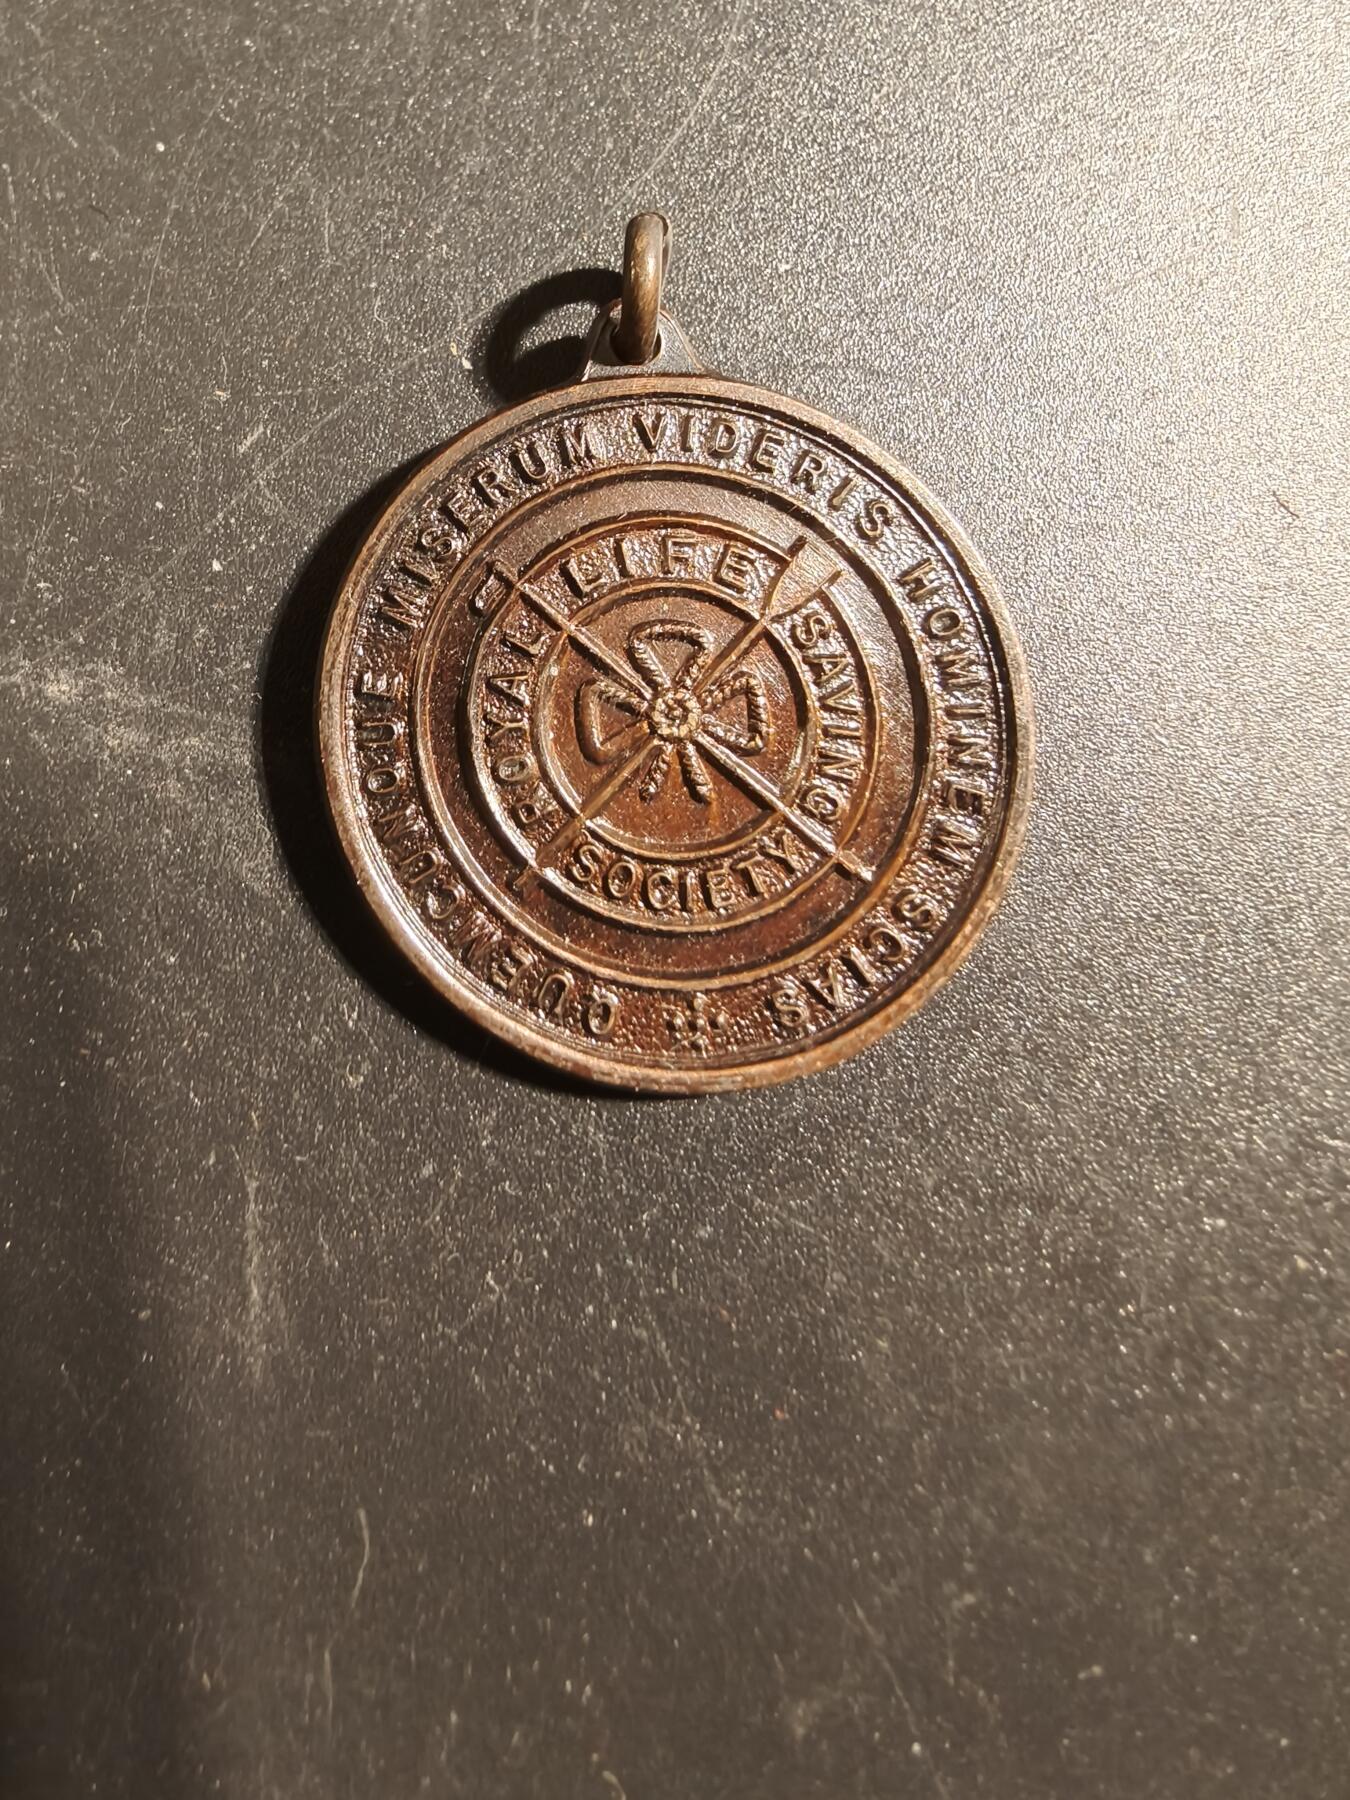 QUEMCUNQUE MISERUM VIDERIS HOMINEM SCIAS
ROYAL LIFE SAVING SOCIETY